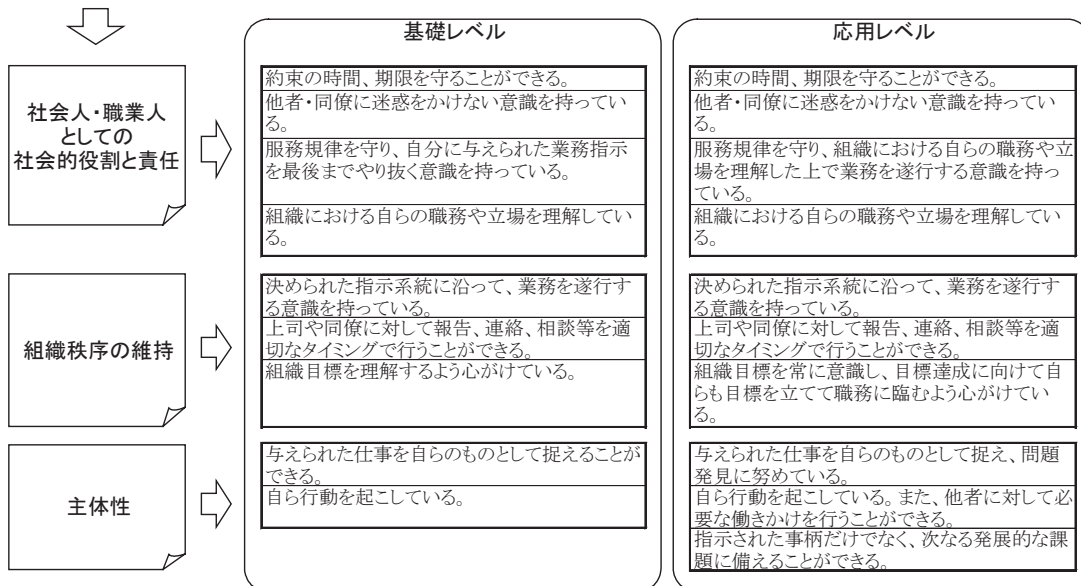 基礎レベル
応用レベル
社会人・職業人
としての
社会的役割と責任
約束の時間、期限を守ることができる。
他者・同僚に迷惑をかけない意識を持ってい
る。
服務規律を守り、自分に与えられた業務指示
を最後までやり抜く意識を持っている。
組織における自らの職務や立場を理解してい
る。
約束の時間、期限を守ることができる。
他者・同僚に迷惑をかけない意識を持ってい
る。
服務規律を守り、組織における自らの職務や立
場を理解した上で業務を遂行する意識を持っ
ている。
組織における自らの職務や立場を理解してい
る。
組織秩序の維持
決められた指示系統に沿って、業務を遂行す
る意識を持っている。
上司や同僚に対して報告、連絡、相談等を適
切なタイミングで行うことができる。
組織目標を理解するよう心がけている。
決められた指示系統に沿って、業務を遂行す
る意識を持っている。
上司や同僚に対して報告、連絡、相談等を適
切なタイミングで行うことができる。
組織目標を常に意識し、目標達成に向けて自
らも目標を立てて職務に臨むよう心がけてい
る。
主体性
与えられた仕事を自らのものとして捉えることが
できる。
自ら行動を起こしている。
与えられた仕事を自らのものとして捉え、問題
発見に努めている。
自ら行動を起こしている。また、他者に対して必
要な働きかけを行うことができる。
指示された事柄だけでなく、次なる発展的な課
題に備えることができる。